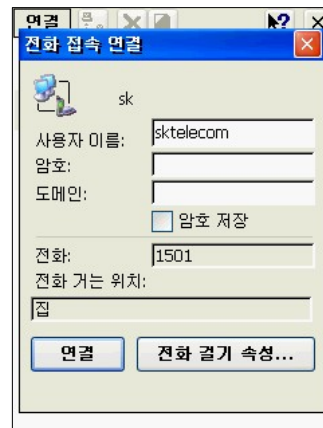 연결
전화 접속 연결
sk
사용자 이름: sktelecom
암호:
도메인:
암호 저장
전화: 1501
전화 거는 위치:
집
연결 전화 걸기 속성...